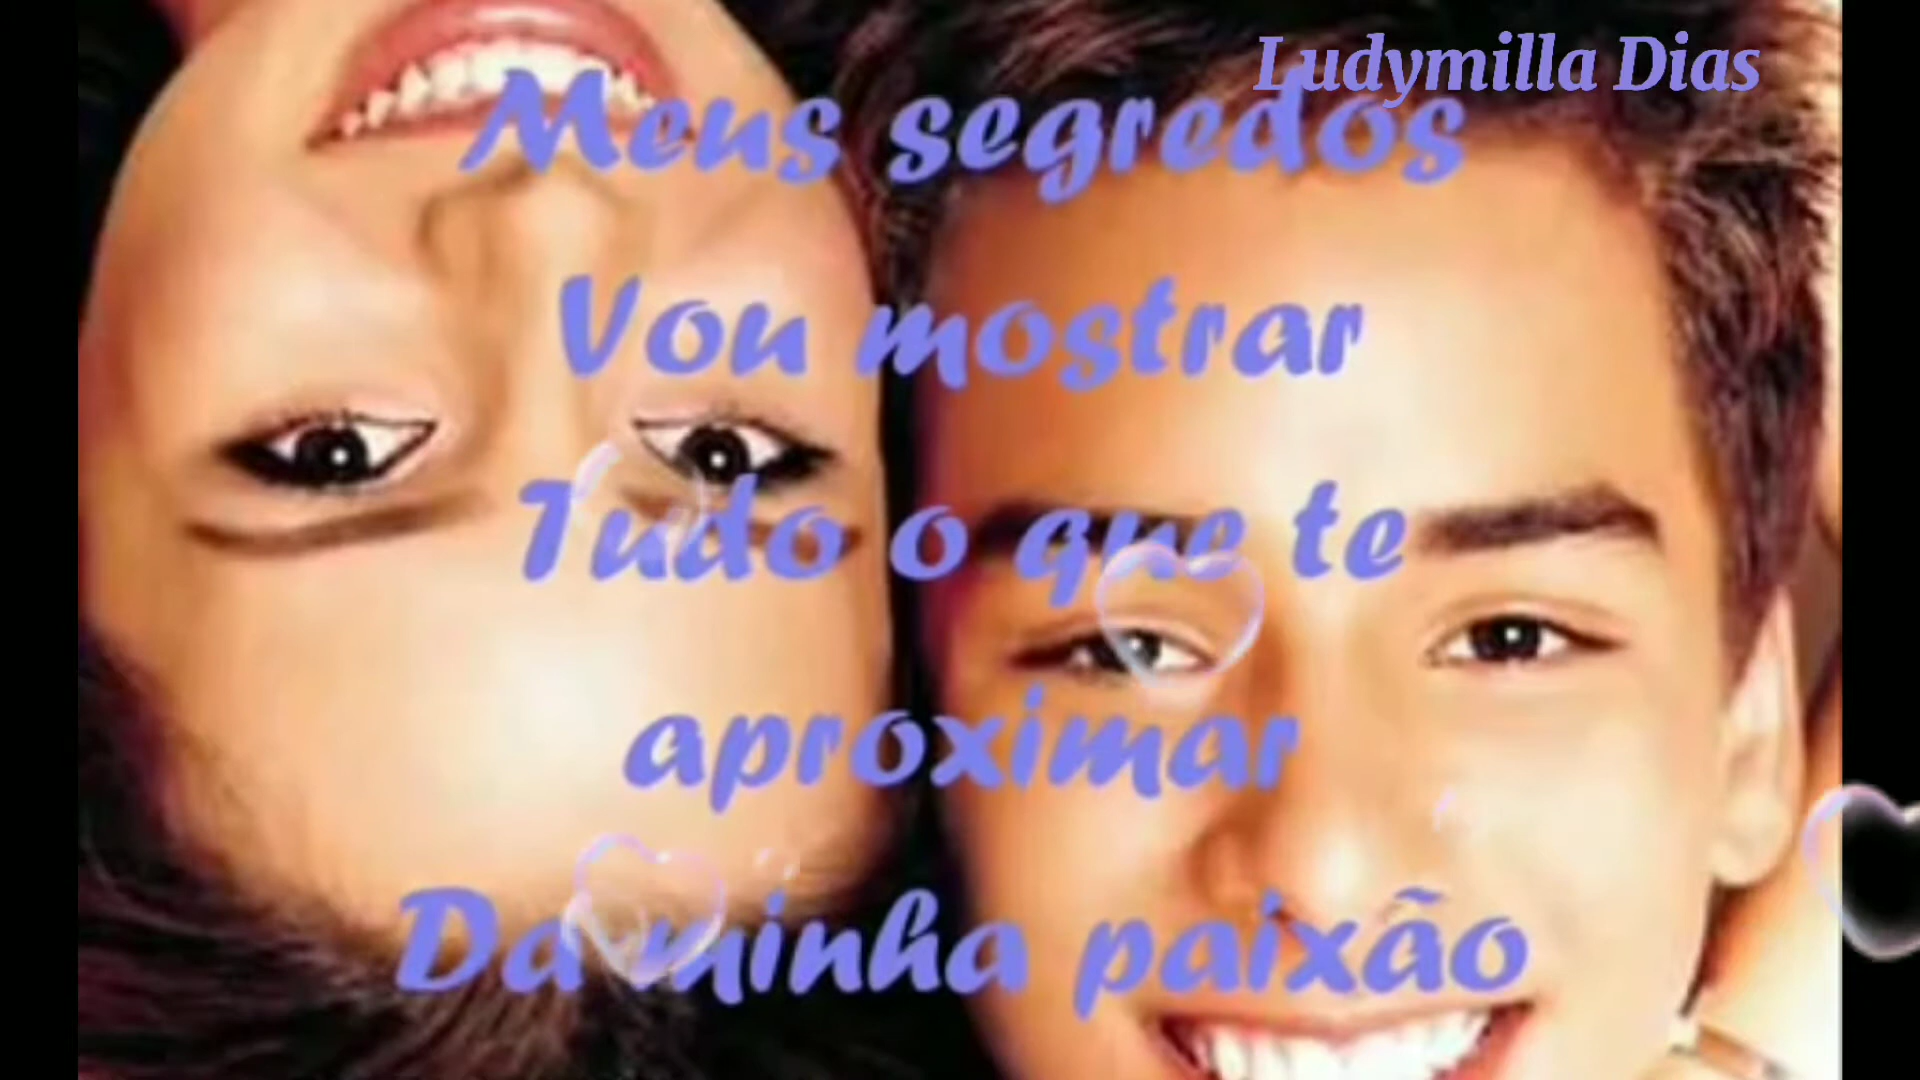 Ludymilla Dias
Meus segredos
Vou mostrar
Tudo o que te
aproximar
Da minha paixão